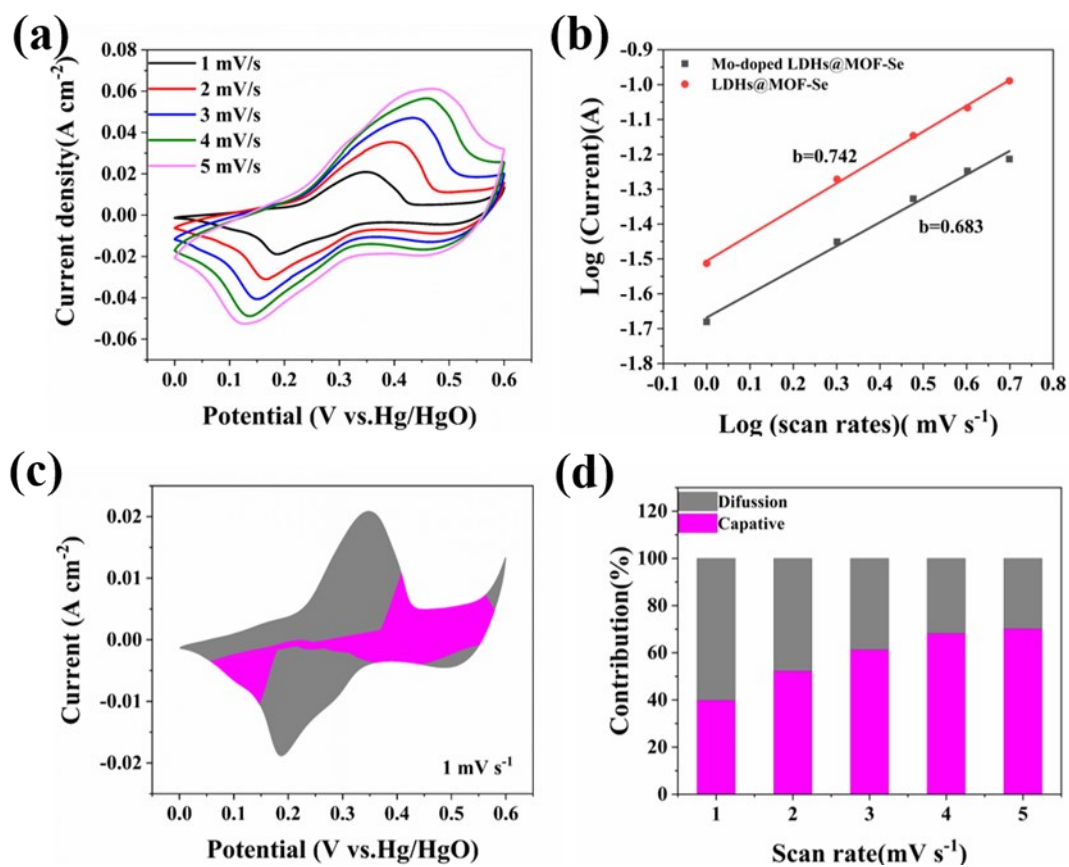 (a)
0.08
0.06
0.04
0.02
0.00
-0.02
-0.04
-0.06
Current density(A cm⁻²)
1 mV/s
2 mV/s
3 mV/s
4 mV/s
5 mV/s
0.0 0.1 0.2 0.3 0.4 0.5 0.6
Potential (V vs.Hg/HgO)
(b)
-0.9
-1.0
-1.1
-1.2
-1.3
-1.4
-1.5
-1.6
-1.7
-1.8
Log (Current)(A)
Mo-doped LDHs@MOF-Se
LDHs@MOF-Se
b=0.742
b=0.683
-0.1 0.0 0.1 0.2 0.3 0.4 0.5 0.6 0.7 0.8
Log (scan rates)( mV s⁻¹)
(c)
0.02
0.01
0.00
-0.01
-0.02
Current (A cm⁻²)
1 mV s⁻¹
0.0 0.1 0.2 0.3 0.4 0.5 0.6
Potential (V vs.Hg/HgO)
(d)
120
100
80
60
40
20
0
Contribution(%)
Difussion
Capative
1 2 3 4 5
Scan rate(mV s⁻¹)